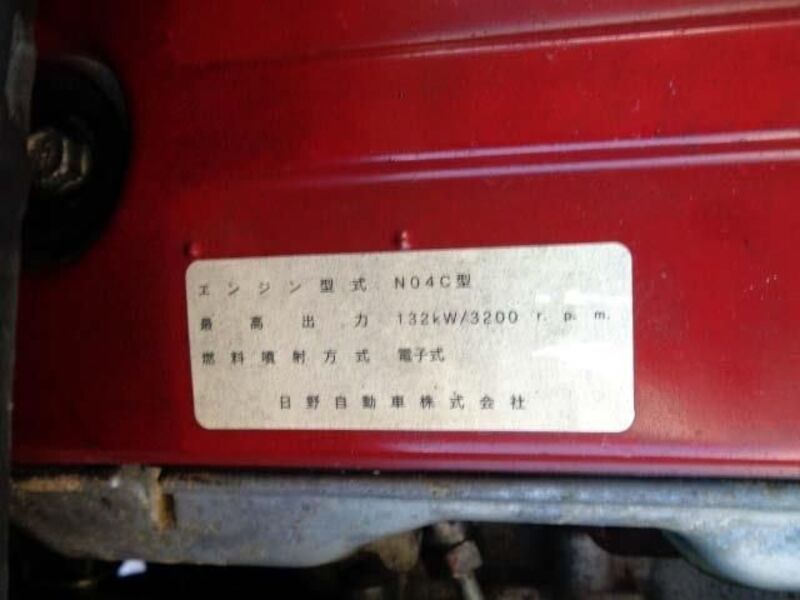 エンジン型式 N04C型
最高出力 132kW/3200 r.p.m.
燃料噴射方式 電子式
日野自動車株式会社